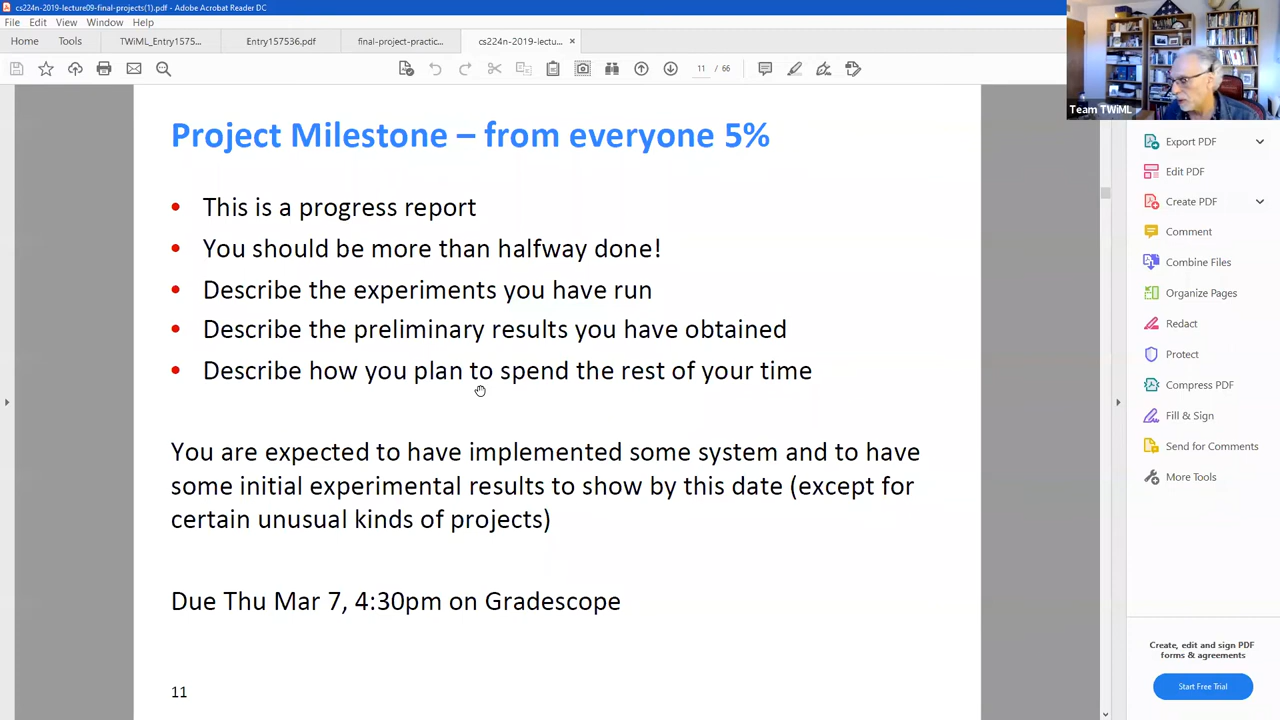 cs224n-2019-lecture09-final-projects(1).pdf - Adobe Acrobat Reader DC
File Edit View Window Help
Home Tools TWiML_Entry1575... Entry157536.pdf final-project-practic... cs224n-2019-lectu... ×
11 / 66
Team TWiML
Project Milestone – from everyone 5%
• This is a progress report
• You should be more than halfway done!
• Describe the experiments you have run
• Describe the preliminary results you have obtained
• Describe how you plan to spend the rest of your time
You are expected to have implemented some system and to have
some initial experimental results to show by this date (except for
certain unusual kinds of projects)
Due Thu Mar 7, 4:30pm on Gradescope
11
Export PDF
Edit PDF
Create PDF
Comment
Combine Files
Organize Pages
Redact
Protect
Compress PDF
Fill & Sign
Send for Comments
More Tools
Create, edit and sign PDF
forms & agreements
Start Free Trial